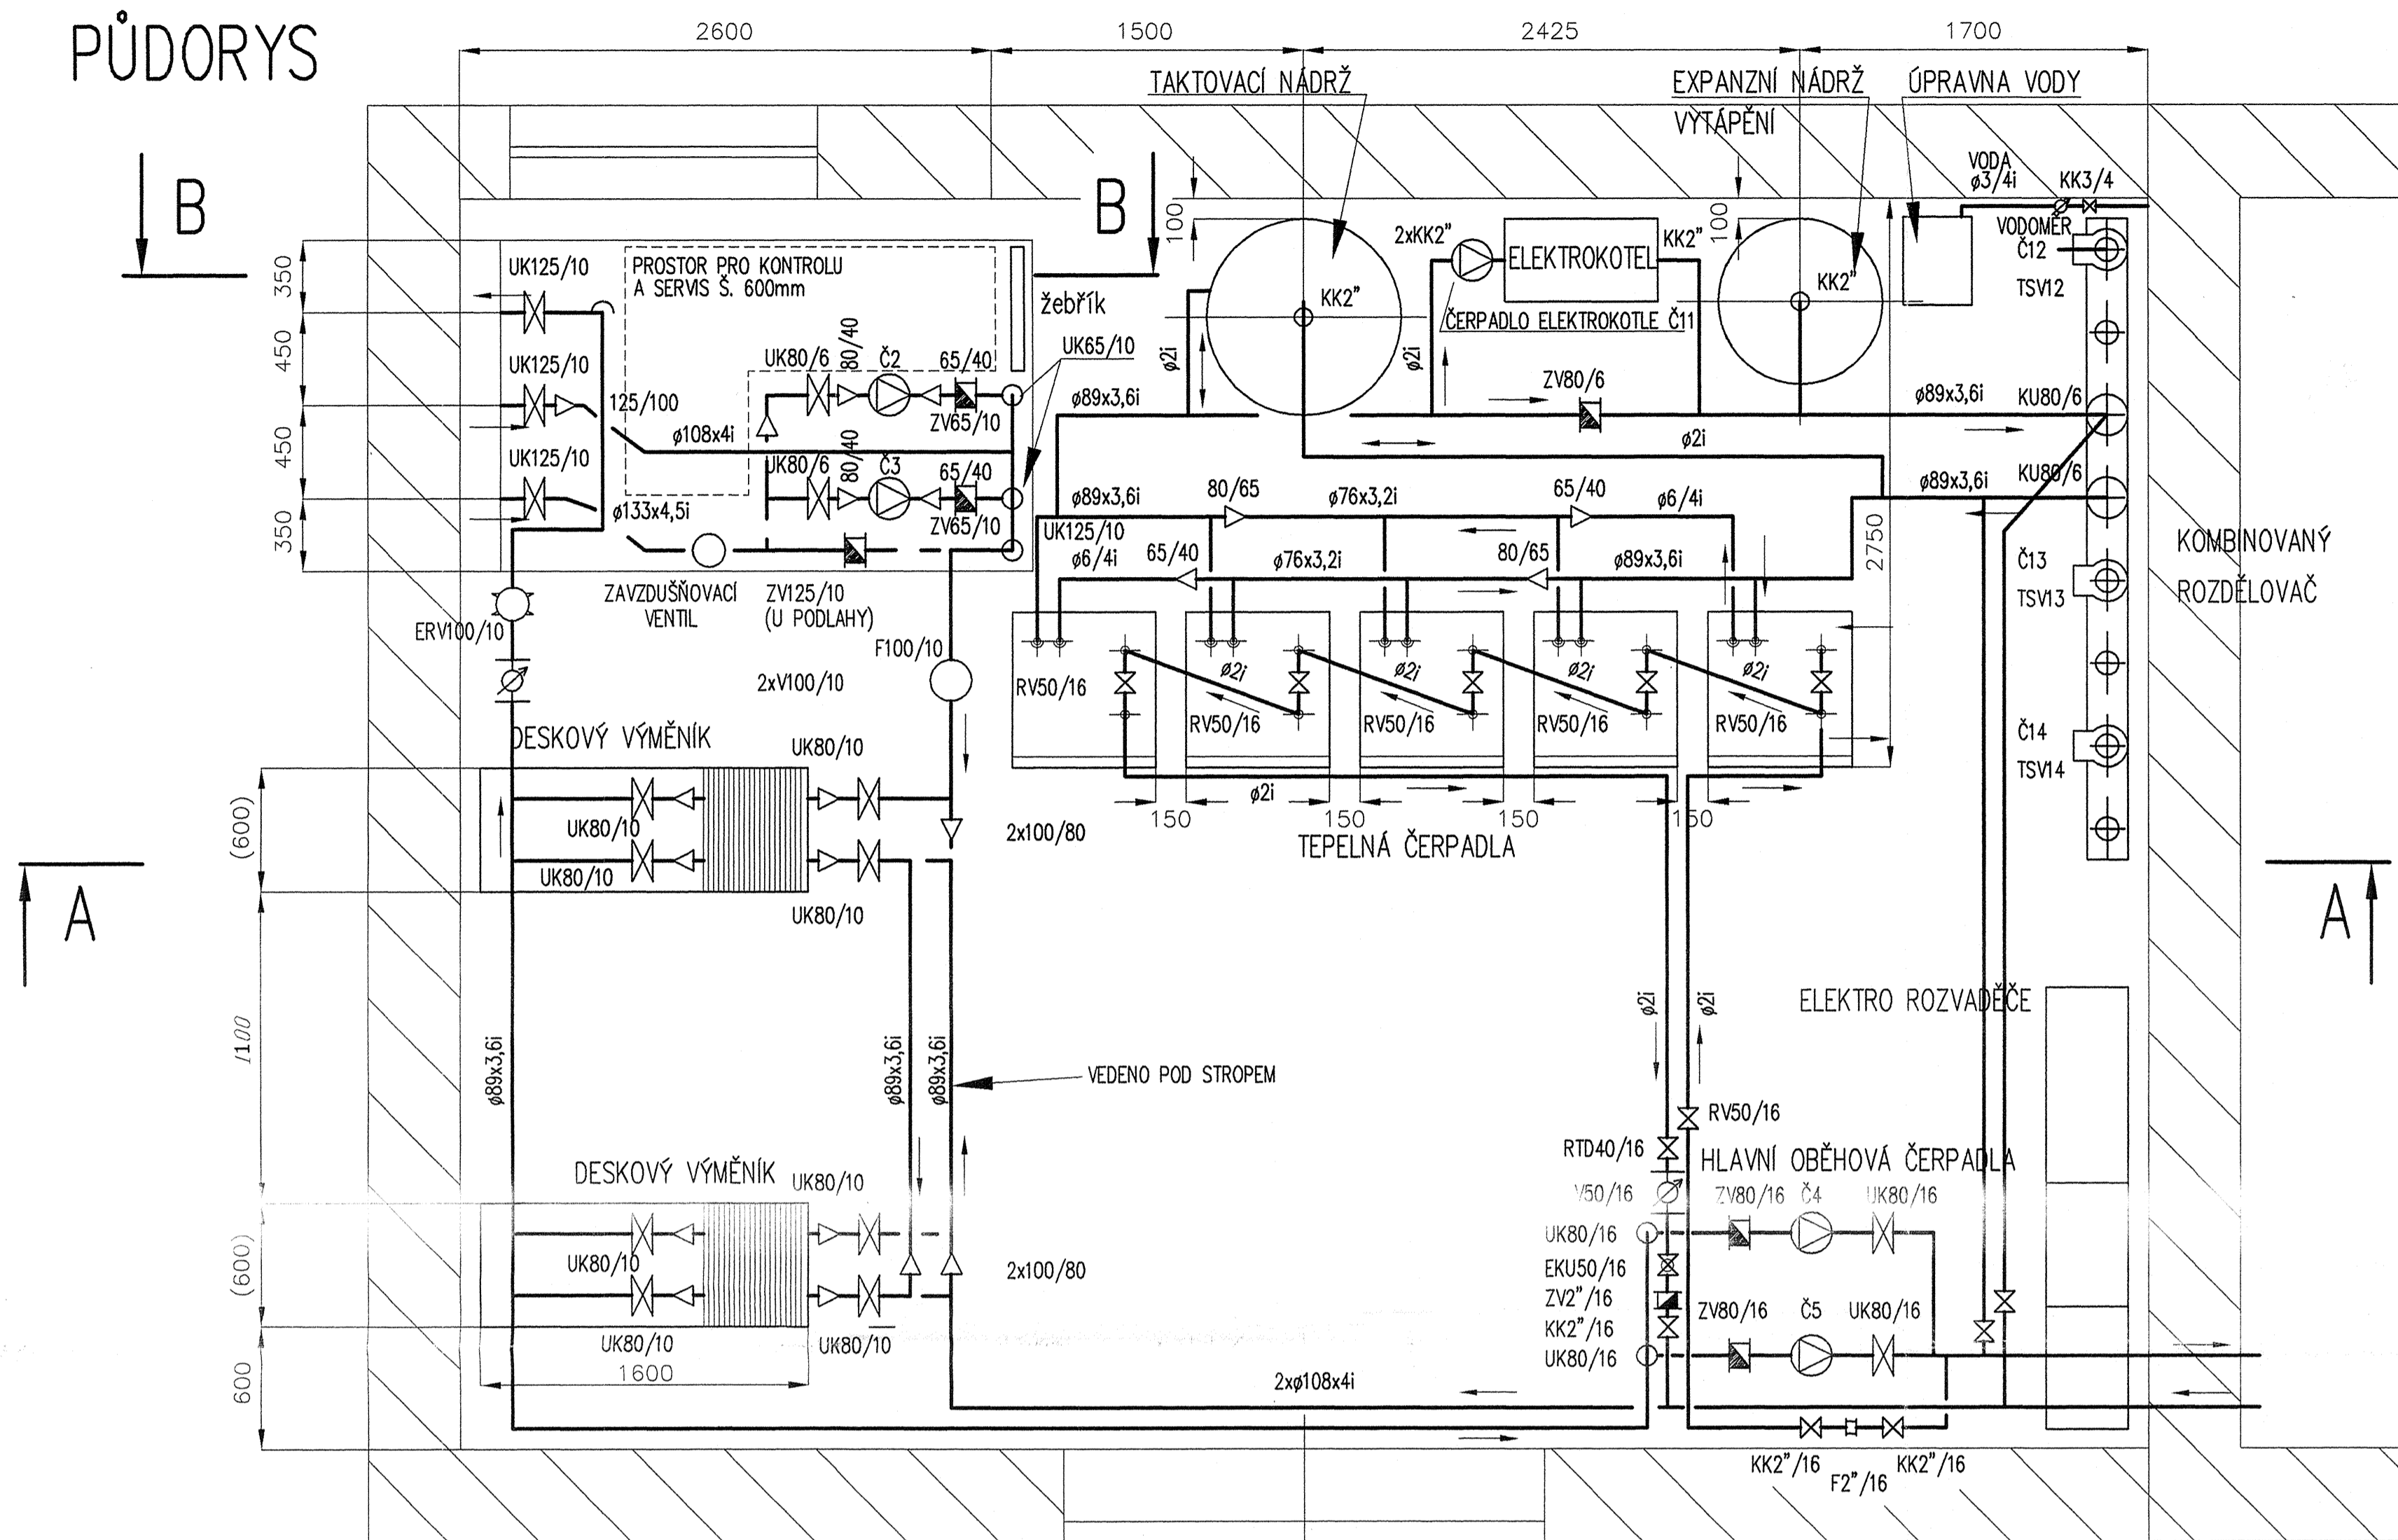 PŮDORYS
2600
1500
2425
1700
TAKTOVACÍ NÁDRŽ
EXPANZNÍ NÁDRŽ
VYTÁPĚNÍ
ÚPRAVNA VODY
B
B
VODA
ø3/4i
KK3/4
VODOMĚR
Č12
TSV12
100
100
350
450
450
350
UK125/10
PROSTOR PRO KONTROLU
A SERVIS Š. 600mm
žebřík
UK65/10
2xKK2”
ELEKTROKOTEL
KK2”
KK2”
KK2”
ČERPADLO ELEKTROKOTLE Č11
ø2i
ø2i
UK125/10
125/100
UK80/6
80/40
Č2
65/40
ZV65/10
ø108x4i
ø89x3,6i
ZV80/6
ø89x3,6i
KU80/6
ø2i
UK125/10
UK80/6
80/40
Č3
65/40
ZV65/10
ø133x4,5i
ø89x3,6i
80/65
ø76x3,2i
65/40
ø6/4i
ø89x3,6i
KU80/6
UK125/10
ø6/4i
65/40
ø76x3,2i
80/65
ø89x3,6i
2750
KOMBINOVANÝ
ROZDĚLOVAČ
Č13
TSV13
ZAVZDUŠŇOVACÍ
VENTIL
ZV125/10
(U PODLAHY)
ERV100/10
F100/10
2xV100/10
RV50/16
ø2i
ø2i
ø2i
ø2i
RV50/16
RV50/16
RV50/16
RV50/16
Č14
TSV14
DESKOVÝ VÝMĚNÍK
UK80/10
UK80/10
UK80/10
UK80/10
(600)
2x100/80
ø2i
150
150
150
150
TEPELNÁ ČERPADLA
A
A
1100
ø89x3,6i
ø89x3,6i
ø89x3,6i
VEDENO POD STROPEM
ø2i
ø2i
ELEKTRO ROZVADĚČE
RV50/16
RTD40/16
HLAVNÍ OBĚHOVÁ ČERPADLA
V50/16
ZV80/16
Č4
UK80/16
DESKOVÝ VÝMĚNÍK
UK80/10
UK80/10
UK80/10
UK80/10
(600)
2x100/80
UK80/16
EKU50/16
ZV2”/16
KK2”/16
UK80/16
ZV80/16
Č5
UK80/16
600
1600
2xø108x4i
KK2”/16
F2”/16
KK2”/16